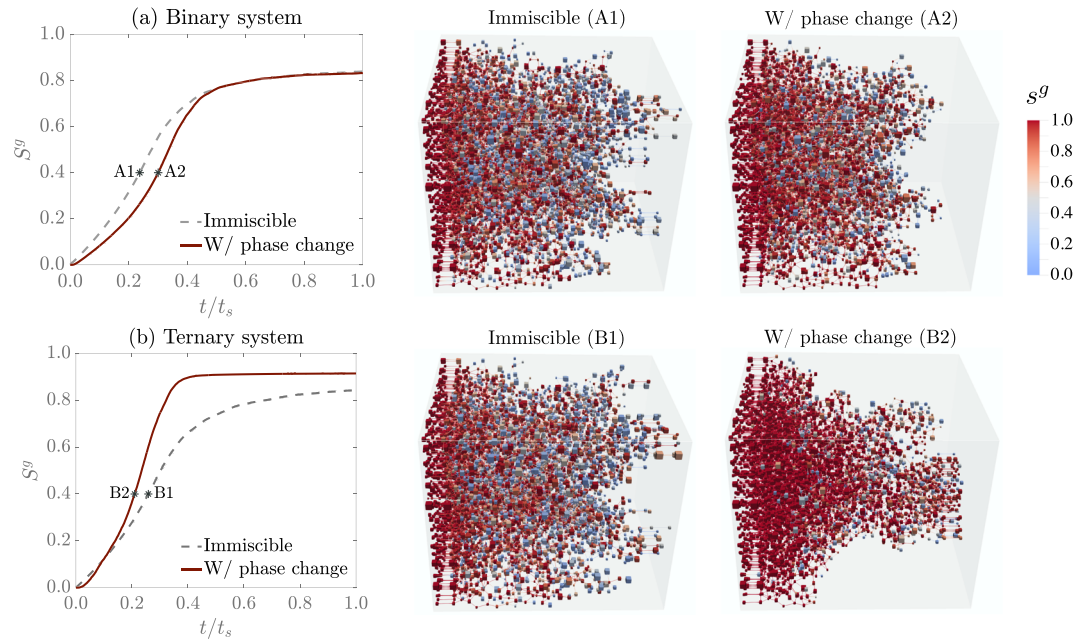 (a) Binary system
1.0
0.8
0.6
0.4
0.2
0.0
S^g
A1
A2
Immiscible
W/ phase change
0.0 0.2 0.4 0.6 0.8 1.0
t/t_s
Immiscible (A1)
W/ phase change (A2)
s^g
1.0
0.8
0.6
0.4
0.2
0.0
(b) Ternary system
1.0
0.8
0.6
0.4
0.2
0.0
S^g
B2
B1
Immiscible
W/ phase change
0.0 0.2 0.4 0.6 0.8 1.0
t/t_s
Immiscible (B1)
W/ phase change (B2)